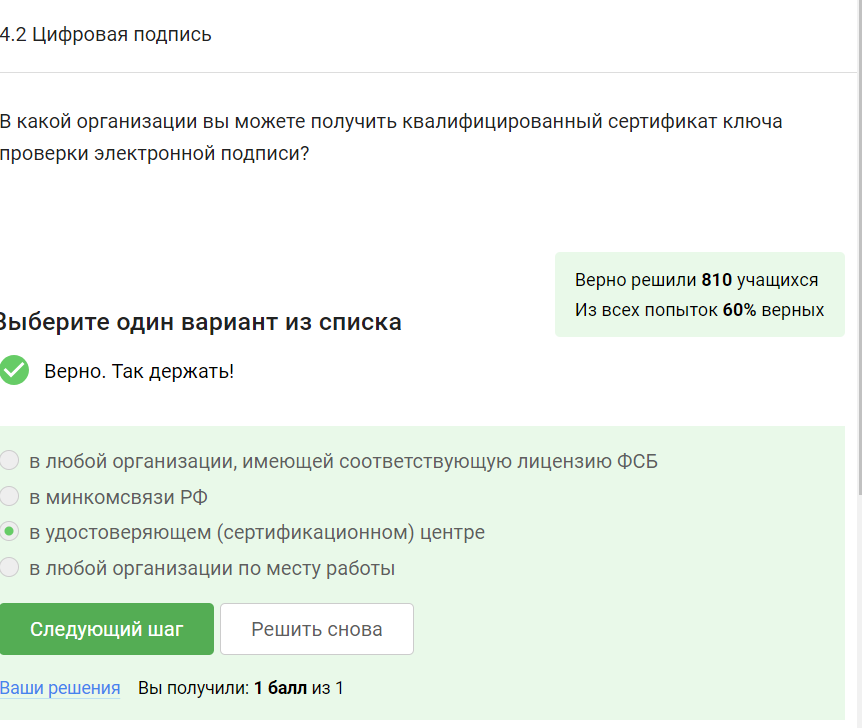 4.2 Цифровая подпись
В какой организации вы можете получить квалифицированный сертификат ключа
проверки электронной подписи?
Верно решили 810 учащихся
Из всех попыток 60% верных
Выберите один вариант из списка
Верно. Так держать!
в любой организации, имеющей соответствующую лицензию ФСБ
в минкомсвязи РФ
в удостоверяющем (сертификационном) центре
в любой организации по месту работы
Следующий шаг
Решить снова
Ваши решения Вы получили: 1 балл из 1